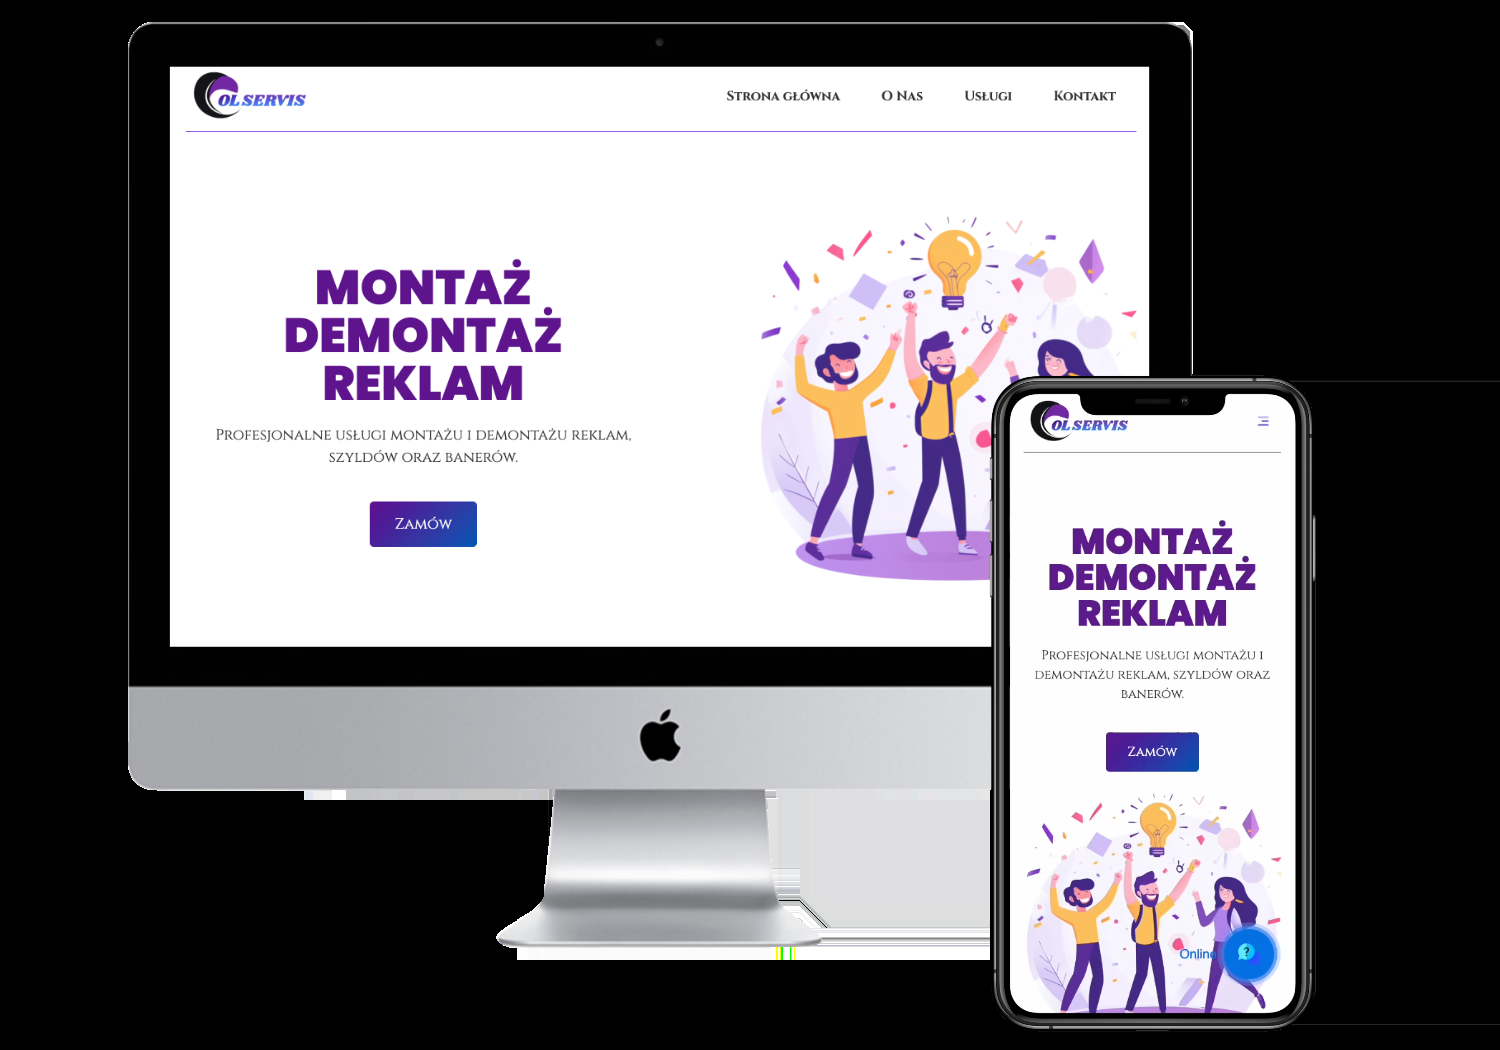 OL SERVIS
Strona główna O Nas Usługi Kontakt
MONTAŻ
DEMONTAŻ
REKLAM
Profesjonalne usługi montażu i demontażu reklam,
szyldów oraz banerów.
Zamów
OL SERVIS
MONTAŻ
DEMONTAŻ
REKLAM
Profesjonalne usługi montażu i
demontażu reklam, szyldów oraz
banerów.
Zamów
Online
?